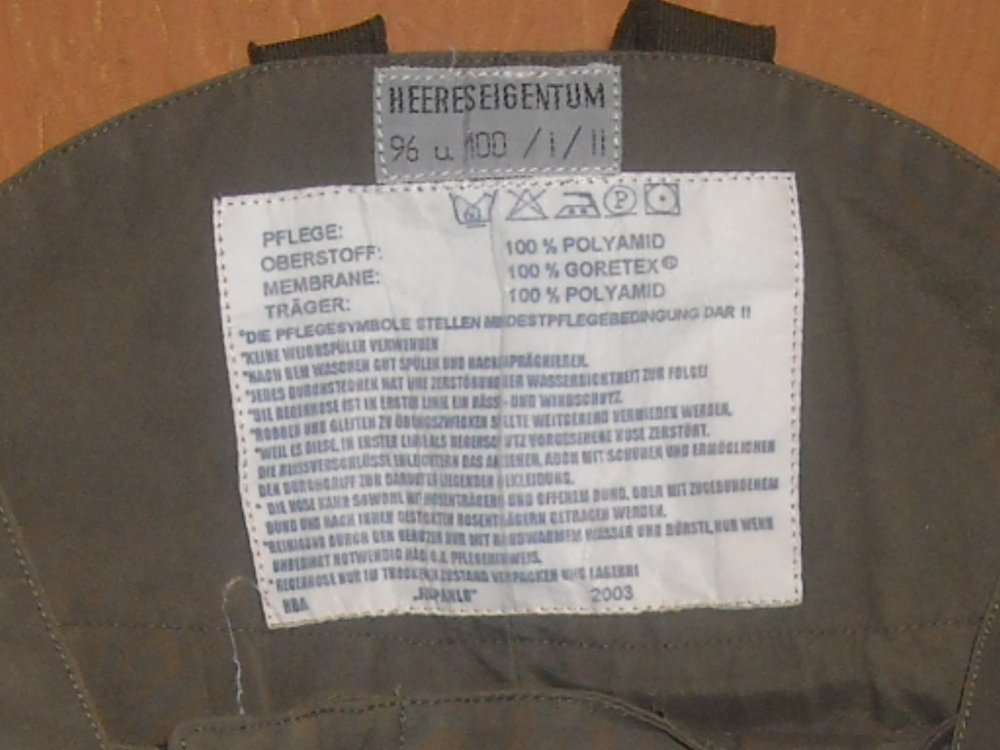 HEERESEIGENTUM
96 u 100 / I / II
PFLEGE:
OBERSTOFF: 100 % POLYAMID
MEMBRANE: 100 % GORETEX®
TRÄGER: 100 % POLYAMID
*DIE PFLEGESYMBOLE STELLEN MINDESTPFLEGEBEDINGUNG DAR !!
*KEINE WEICHSPÜLER VERWENDEN
*NACH DEM WASCHEN GUT SPÜLEN UND
*JEDES DURCHSTECHEN HAT ZERSTÖRUNG DER WASSERDICHTHEIT ZUR FOLGE!
*DIE REGENHOSE IST IN ERSTER LINIE EIN NÄSS- UND WINDSCHUTZ.
*ROBBEN UND GLEITEN ZU ÜBUNGSZWECKEN SOLLTE WEITGEHEND VERMIEDEN WERDEN,
*WEIL ES DIESE, IN ERSTER LINIE ALS REGENSCHUTZ VORGESEHENE HOSE ZERSTÖRT.
DIE REISSVERSCHLÜSSE ERLEICHTERN DAS ANZIEHEN, AUCH MIT SCHUHEN UND ERMÖGLICHEN
DEN DURCHGRIFF ZUR DARUNTER LIEGENDEN BEKLEIDUNG.
* DIE HOSE KANN SOWOHL MIT HOSENTRÄGERN UND OFFENEM BUND, ODER MIT ZUGEBUNDENEM
BUND UND NACH INNEN GESTECKTEN HOSENTRÄGERN GETRAGEN WERDEN.
*REINIGUNG DURCH DEN BENÜTZER NUR MIT HANDWARMEM WASSER UND BÜRSTE, NUR WENN
UNBEDINGT NOTWENDIG NACH O.A. PFLEGEHINWEIS.
*REGENHOSE NUR IM TROCKENEN ZUSTAND VERPACKEN UND LAGERN!
HBA 2003